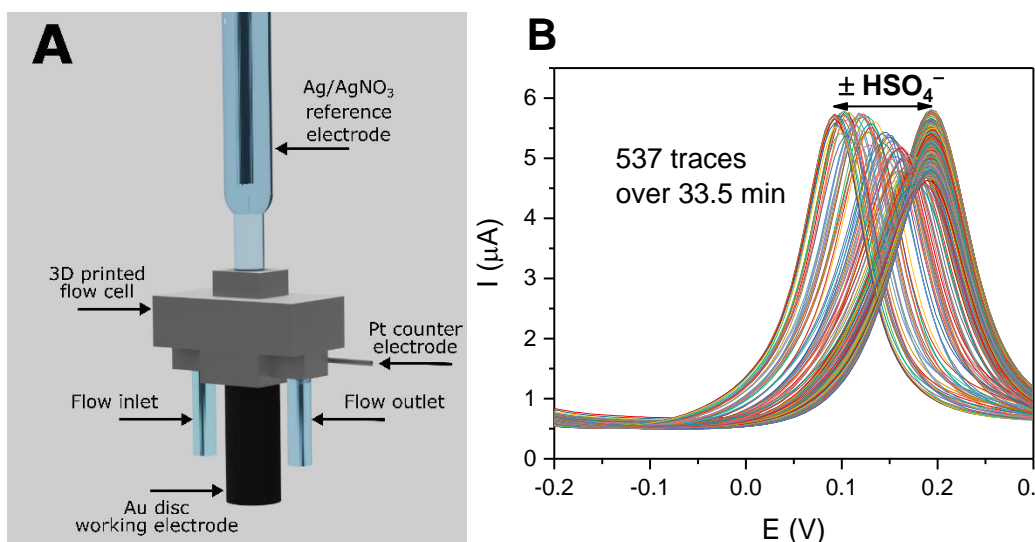 A
Ag/AgNO₃
reference
electrode
3D printed
flow cell
Pt counter
electrode
Flow inlet
Flow outlet
Au disc
working electrode
B
± HSO₄⁻
537 traces
over 33.5 min
I (μA)
6
5
4
3
2
1
0
-0.2
-0.1
0.0
0.1
0.2
E (V)